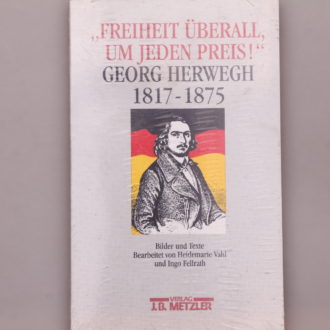 „FREIHEIT ÜBERALL,
UM JEDEN PREIS!“
GEORG HERWEGH
1817-1875
Bilder und Texte
Bearbeitet von Heidemarie Vahl
und Ingo Fellrath
VERLAG
J.B. METZLER